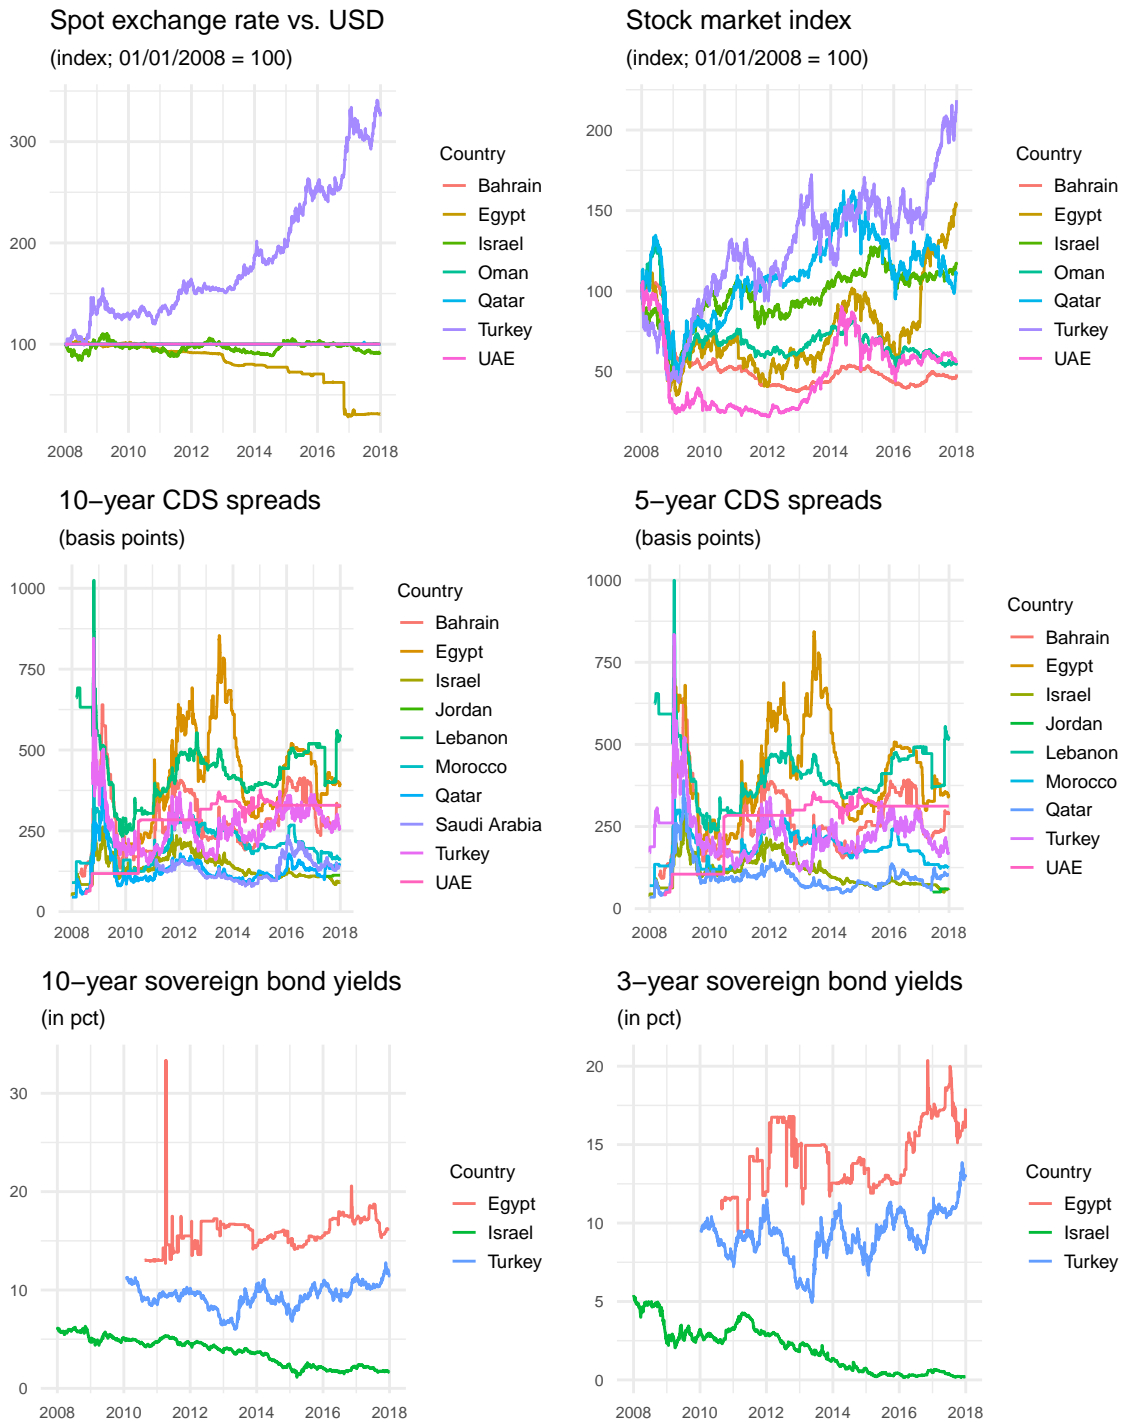 Spot exchange rate vs. USD
(index; 01/01/2008 = 100)
300
200
100
2008 2010 2012 2014 2016 2018
Country
Bahrain
Egypt
Israel
Oman
Qatar
Turkey
UAE
Stock market index
(index; 01/01/2008 = 100)
200
150
100
50
2008 2010 2012 2014 2016 2018
Country
Bahrain
Egypt
Israel
Oman
Qatar
Turkey
UAE
10−year CDS spreads
(basis points)
1000
750
500
250
0
2008 2010 2012 2014 2016 2018
Country
Bahrain
Egypt
Israel
Jordan
Lebanon
Morocco
Qatar
Saudi Arabia
Turkey
UAE
5−year CDS spreads
(basis points)
1000
750
500
250
0
2008 2010 2012 2014 2016 2018
Country
Bahrain
Egypt
Israel
Jordan
Lebanon
Morocco
Qatar
Turkey
UAE
10−year sovereign bond yields
(in pct)
30
20
10
0
2008 2010 2012 2014 2016 2018
Country
Egypt
Israel
Turkey
3−year sovereign bond yields
(in pct)
20
15
10
5
0
2008 2010 2012 2014 2016 2018
Country
Egypt
Israel
Turkey